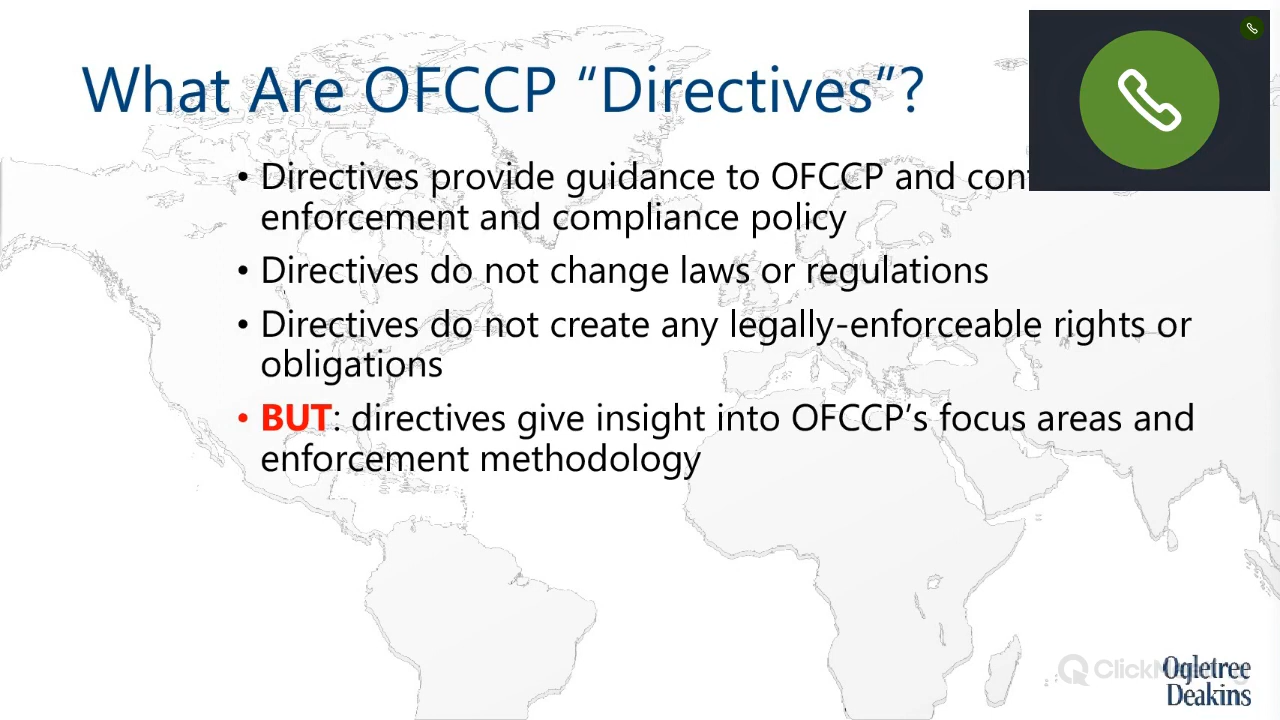 What Are OFCCP “Directives”?
• Directives provide guidance to OFCCP and
enforcement and compliance policy
• Directives do not change laws or regulations
• Directives do not create any legally-enforceable rights or
obligations
• BUT: directives give insight into OFCCP’s focus areas and
enforcement methodology
Ogletree
Deakins